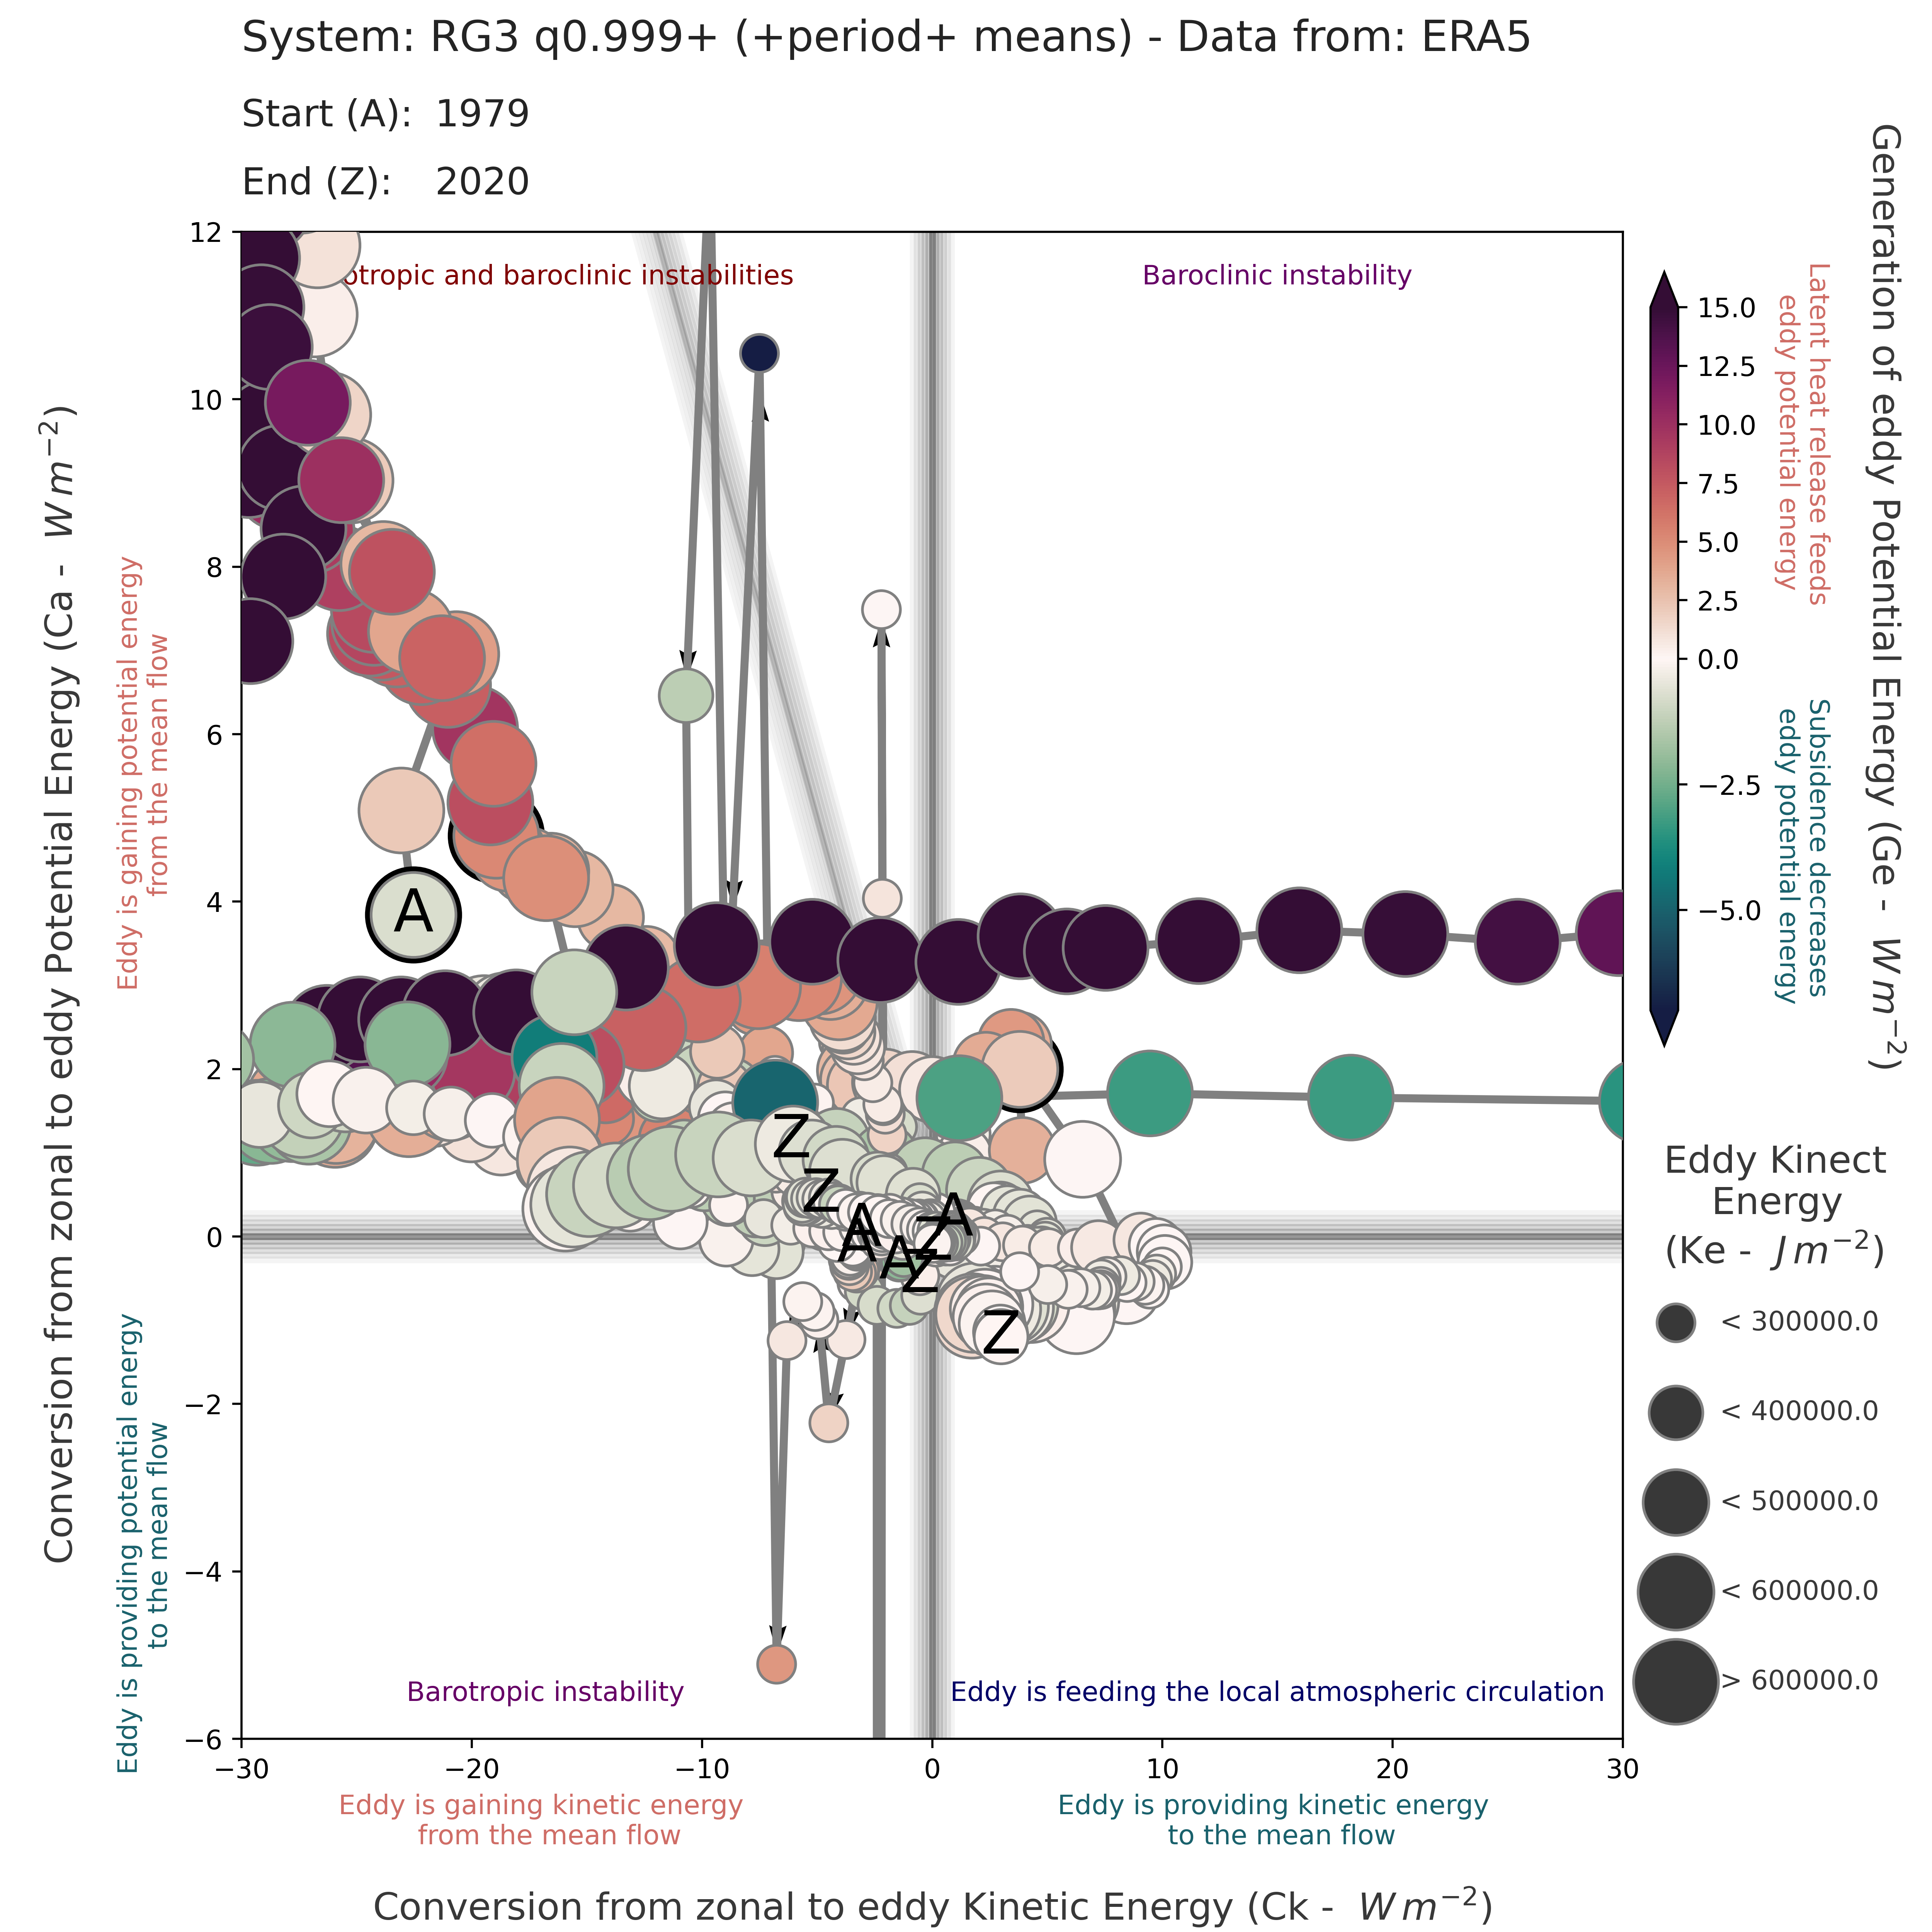 System: RG3 q0.999+ (+period+ means) - Data from: ERA5
Start (A): 1979
End (Z): 2020
Conversion from zonal to eddy Potential Energy (Ca - W m⁻²)
Eddy is gaining potential energy
from the mean flow
Eddy is providing potential energy
to the mean flow
12
10
8
6
4
2
0
−2
−4
−6
otropic and baroclinic instabilities
Baroclinic instability
A
Z
Z
A
A
A
Z
A
Z
Z
Barotropic instability
Eddy is feeding the local atmospheric circulation
−30
−20
−10
0
10
20
30
Eddy is gaining kinetic energy
from the mean flow
Eddy is providing kinetic energy
to the mean flow
Conversion from zonal to eddy Kinetic Energy (Ck - W m⁻²)
15.0
12.5
10.0
7.5
5.0
2.5
0.0
−2.5
−5.0
Latent heat release feeds
eddy potential energy
Subsidence decreases
eddy potential energy
Generation of eddy Potential Energy (Ge - W m⁻²)
Eddy Kinect
Energy
(Ke - J m⁻²)
< 300000.0
< 400000.0
< 500000.0
< 600000.0
> 600000.0